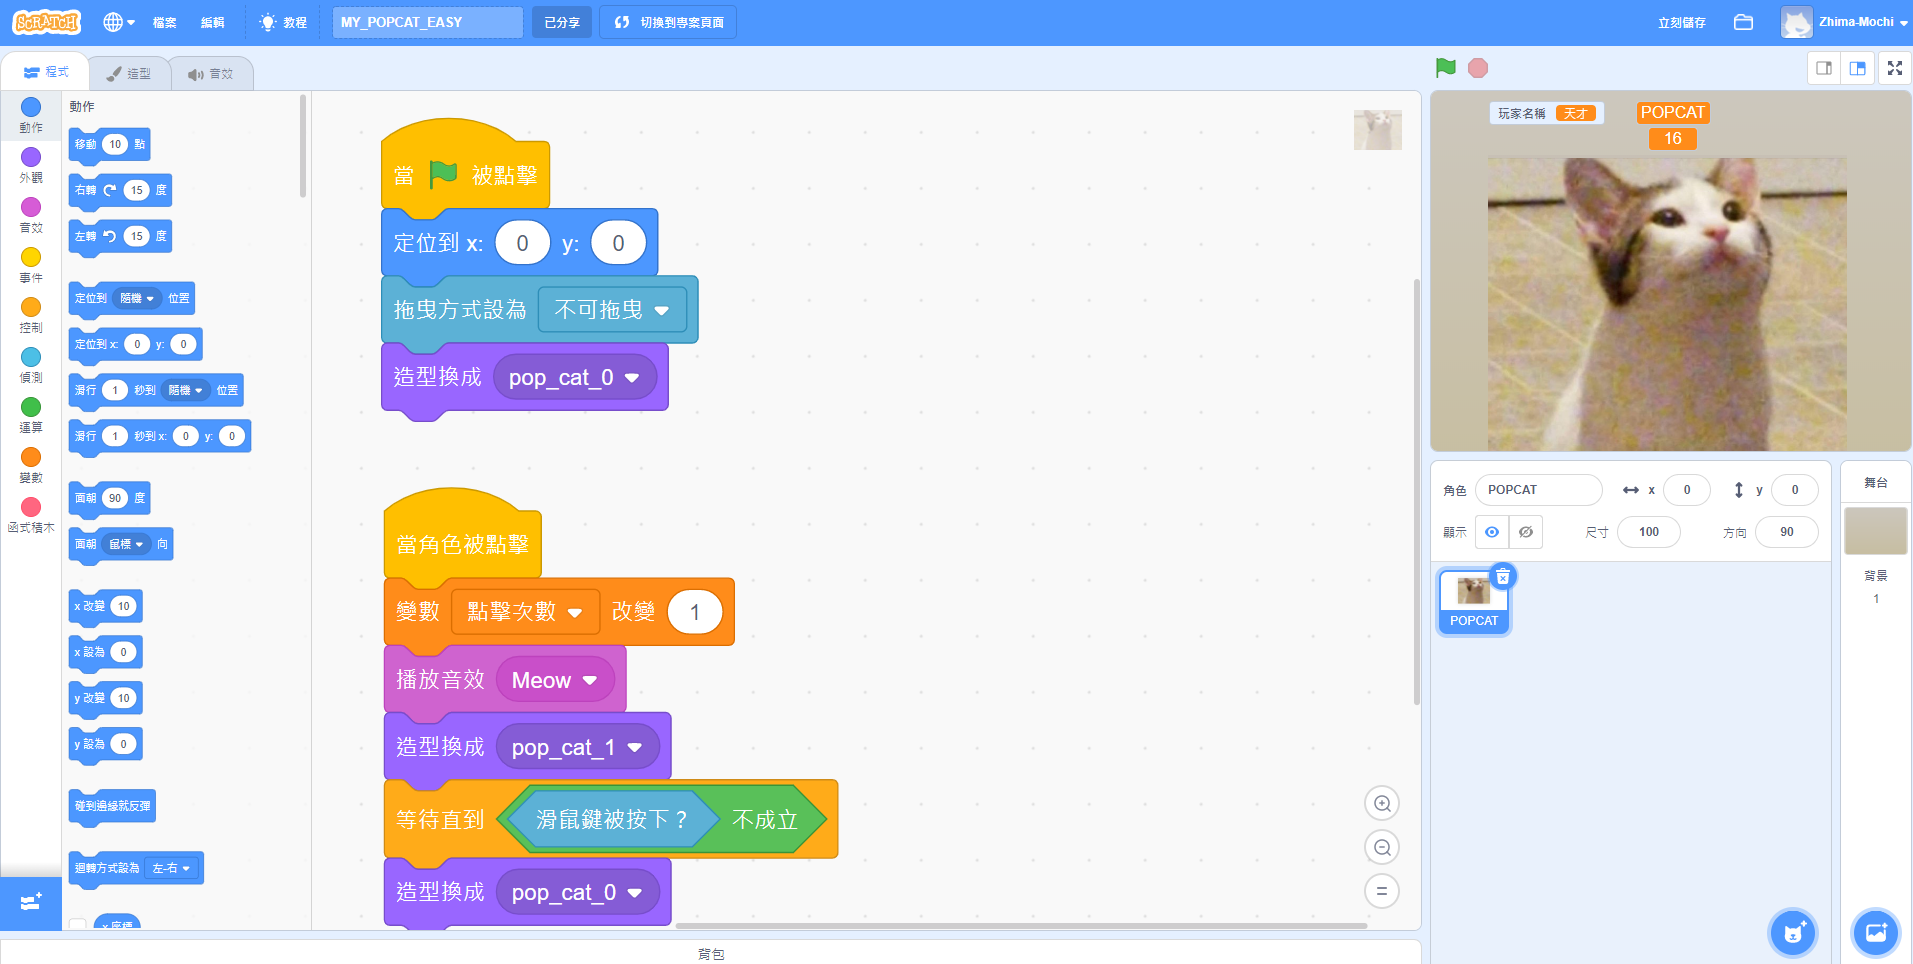 SCRATCH
檔案
編輯
教程
MY_POPCAT_EASY
已分享
切換到專案頁面
立刻儲存
Zhima-Mochi
程式
造型
音效
動作
外觀
音效
事件
控制
偵測
運算
變數
函式積木
動作
移動 10 點
右轉 15 度
左轉 15 度
定位到 隨機 位置
定位到 x: 0 y: 0
滑行 1 秒到 隨機 位置
滑行 1 秒到 x: 0 y: 0
面朝 90 度
面朝 鼠標 向
x 改變 10
x 設為 0
y 改變 10
y 設為 0
碰到邊緣就反彈
迴轉方式設為 左-右
x 座標
當 被點擊
定位到 x: 0 y: 0
拖曳方式設為 不可拖曳
造型換成 pop_cat_0
當角色被點擊
變數 點擊次數 改變 1
播放音效 Meow
造型換成 pop_cat_1
等待直到 滑鼠鍵被按下? 不成立
造型換成 pop_cat_0
背包
玩家名稱 天才
POPCAT
16
角色 POPCAT x 0 y 0
顯示 尺寸 100 方向 90
POPCAT
舞台
背景
1